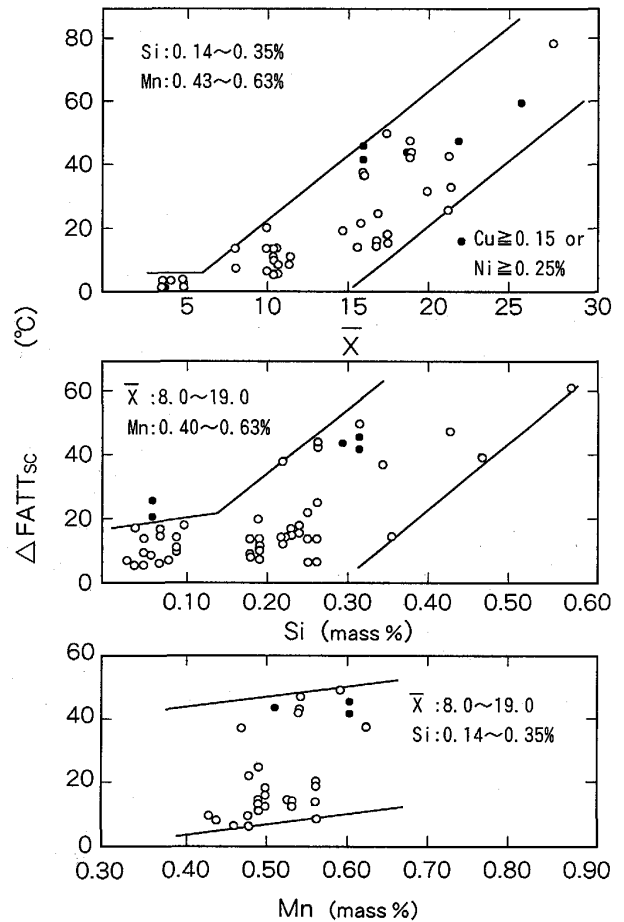 80
Si:0.14~0.35%
Mn:0.43~0.63%
60
40
20
● Cu≧0.15 or
Ni≧0.25%
0
5 10 15 20 25 30
X̄
(℃)
60
X̄ :8.0~19.0
Mn:0.40~0.63%
40
20
0
0.10 0.20 0.30 0.40 0.50 0.60
Si (mass %)
ΔFATTSC
60
X̄ :8.0~19.0
Si:0.14~0.35%
40
20
0
0.30 0.40 0.50 0.60 0.70 0.80 0.90
Mn (mass %)